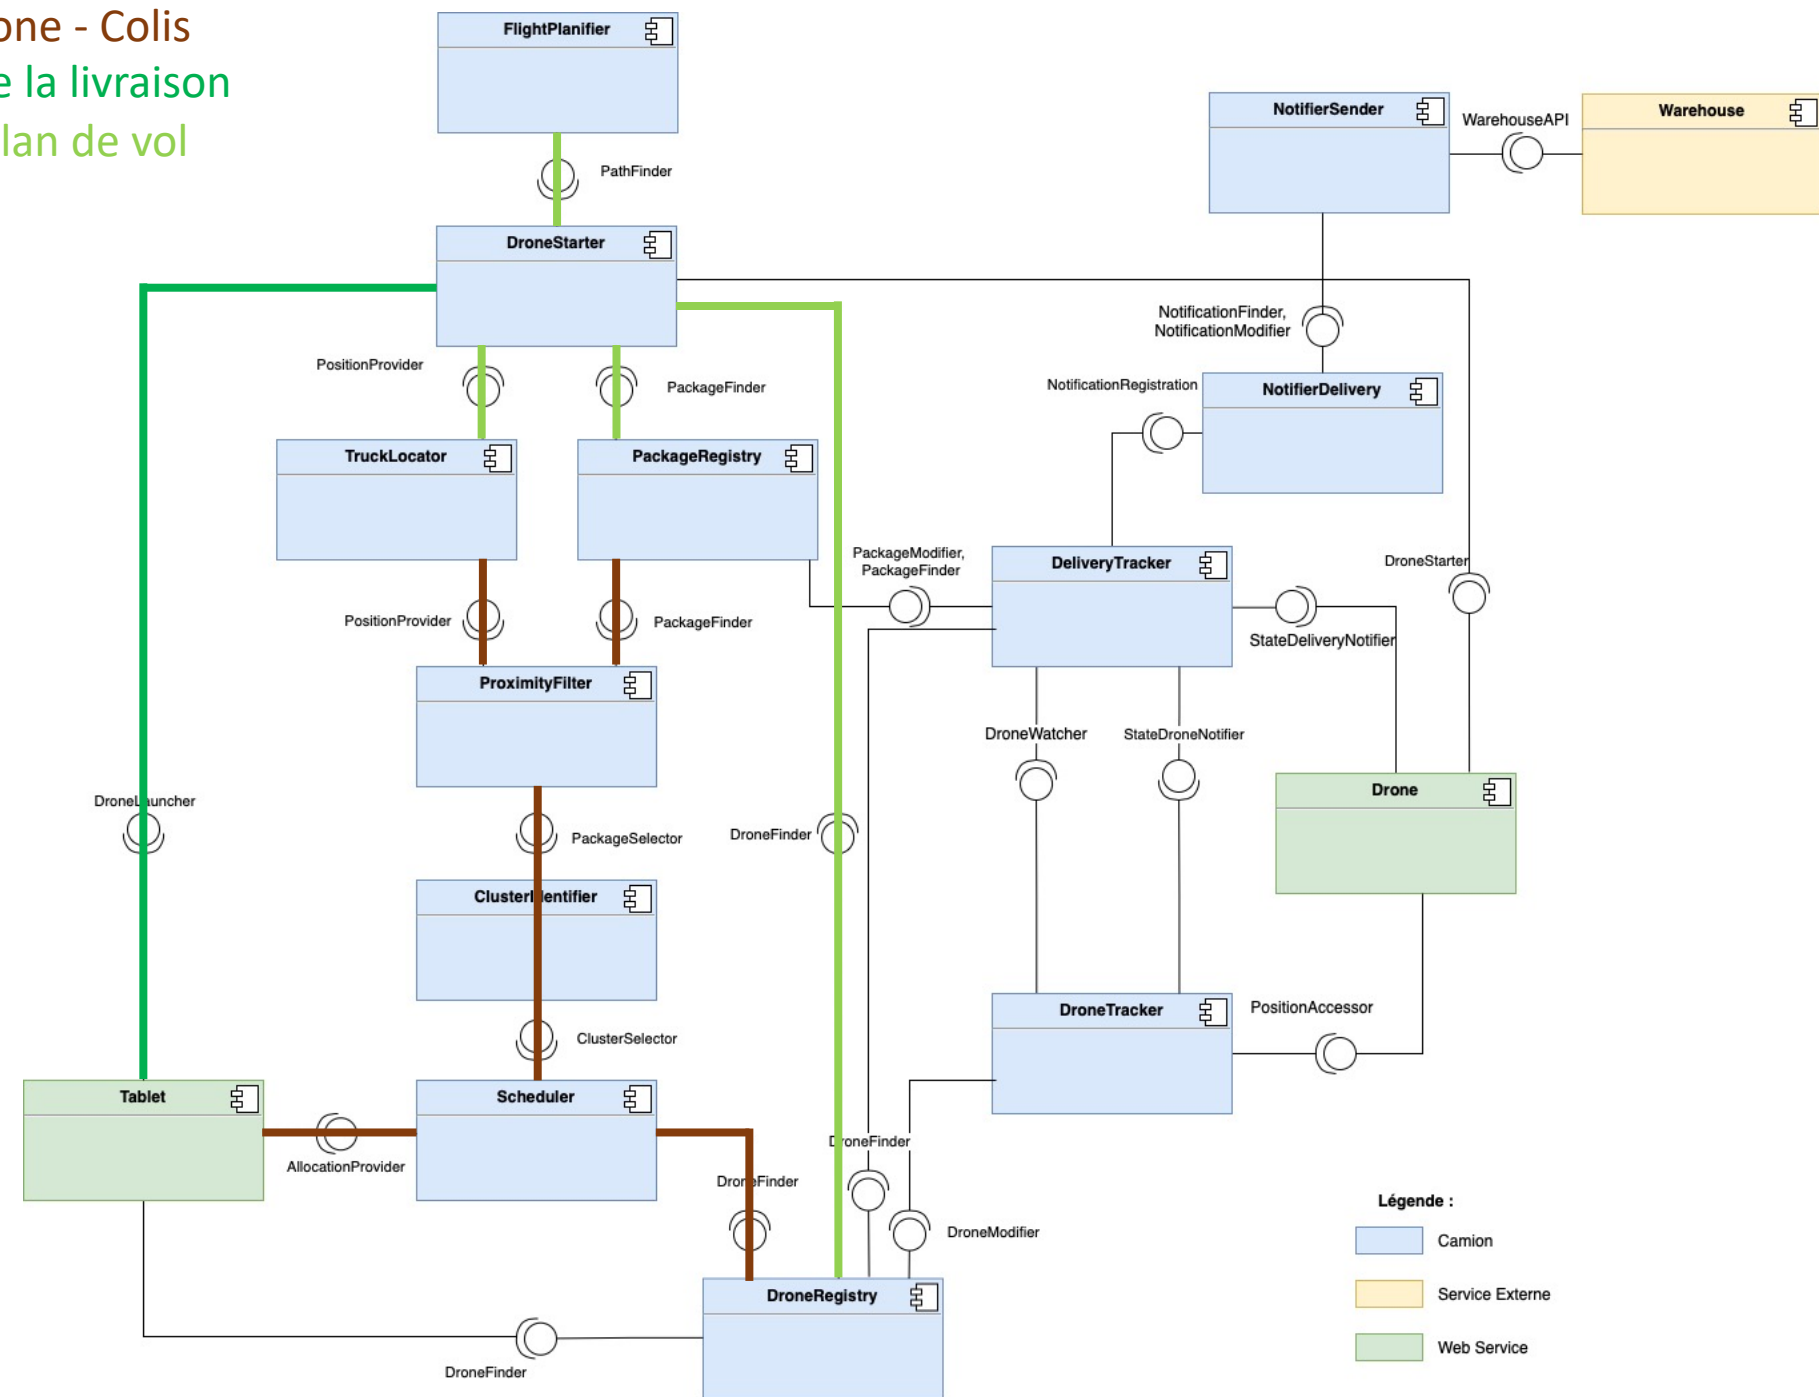 one - Colis
e la livraison
lan de vol
FlightPlanifier
NotifierSender
WarehouseAPI
Warehouse
PathFinder
DroneStarter
NotificationFinder,
NotificationModifier
PositionProvider
PackageFinder
NotificationRegistration
NotifierDelivery
TruckLocator
PackageRegistry
PackageModifier,
PackageFinder
DeliveryTracker
DroneStarter
PositionProvider
PackageFinder
StateDeliveryNotifier
ProximityFilter
DroneWatcher
StateDroneNotifier
Drone
DroneLauncher
PackageSelector
DroneFinder
ClusterIdentifier
DroneTracker
PositionAccessor
ClusterSelector
Tablet
Scheduler
AllocationProvider
DroneFinder
DroneFinder
DroneModifier
Légende :
Camion
DroneRegistry
Service Externe
Web Service
DroneFinder